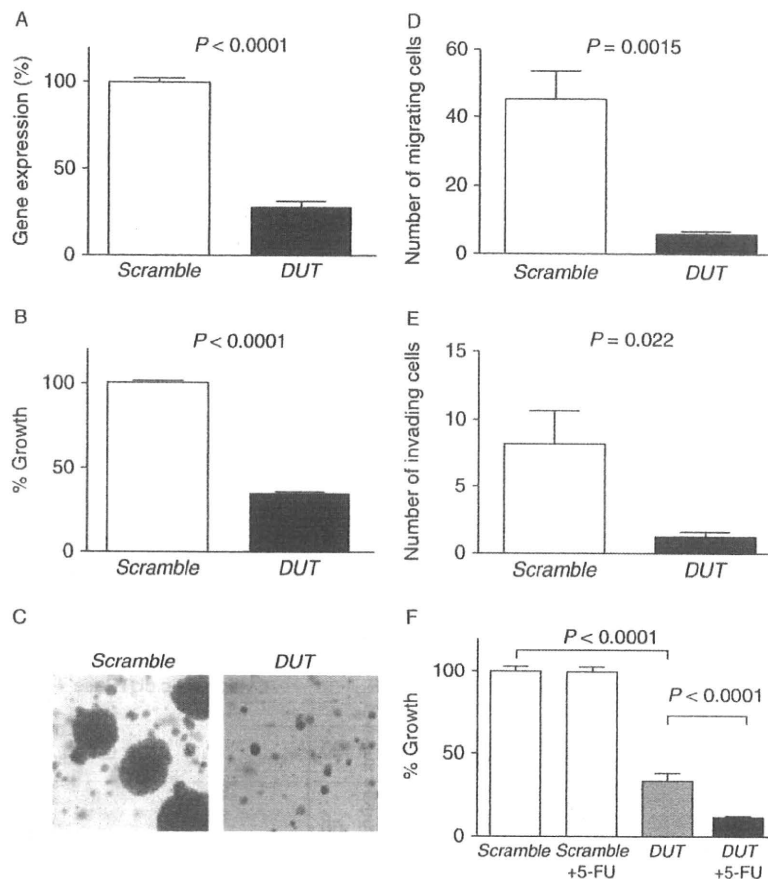 A
P < 0.0001
Gene expression (%)
100
50
0
Scramble
DUT
B
P < 0.0001
% Growth
100
50
0
Scramble
DUT
C
Scramble
DUT
D
P = 0.0015
Number of migrating cells
60
40
20
0
Scramble
DUT
E
P = 0.022
Number of invading cells
15
10
5
0
Scramble
DUT
F
P < 0.0001
P < 0.0001
% Growth
100
50
0
Scramble
Scramble
+5-FU
DUT
DUT
+5-FU